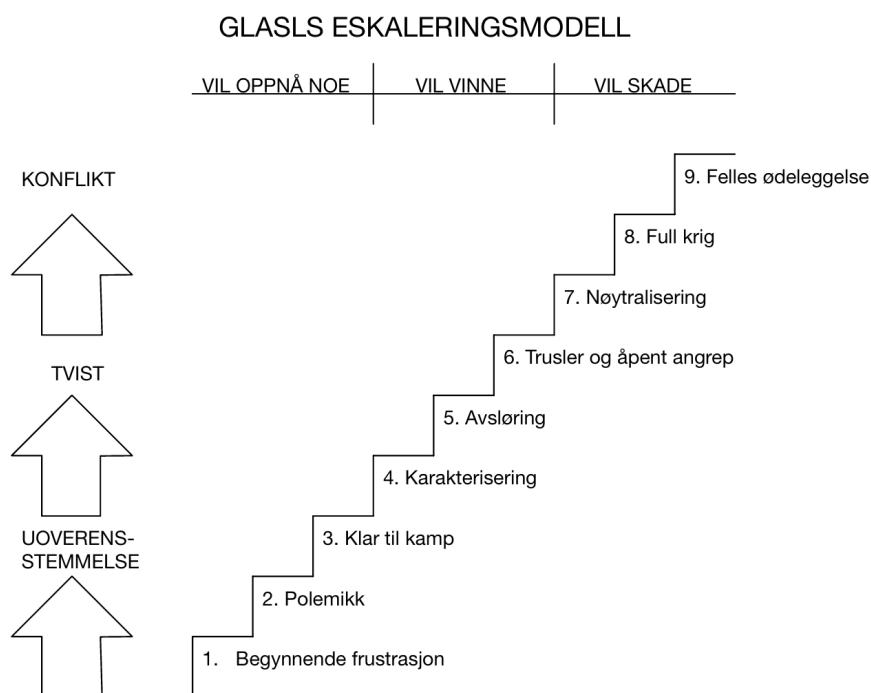 GLASLS ESKALERINGSMODELL
VIL OPPNÅ NOE
VIL VINNE
VIL SKADE
KONFLIKT
9. Felles ødeleggelse
8. Full krig
7. Nøytralisering
6. Trusler og åpent angrep
TVIST
5. Avsløring
4. Karakterisering
UOVERENS-
STEMMELSE
3. Klar til kamp
2. Polemikk
1. Begynnende frustrasjon